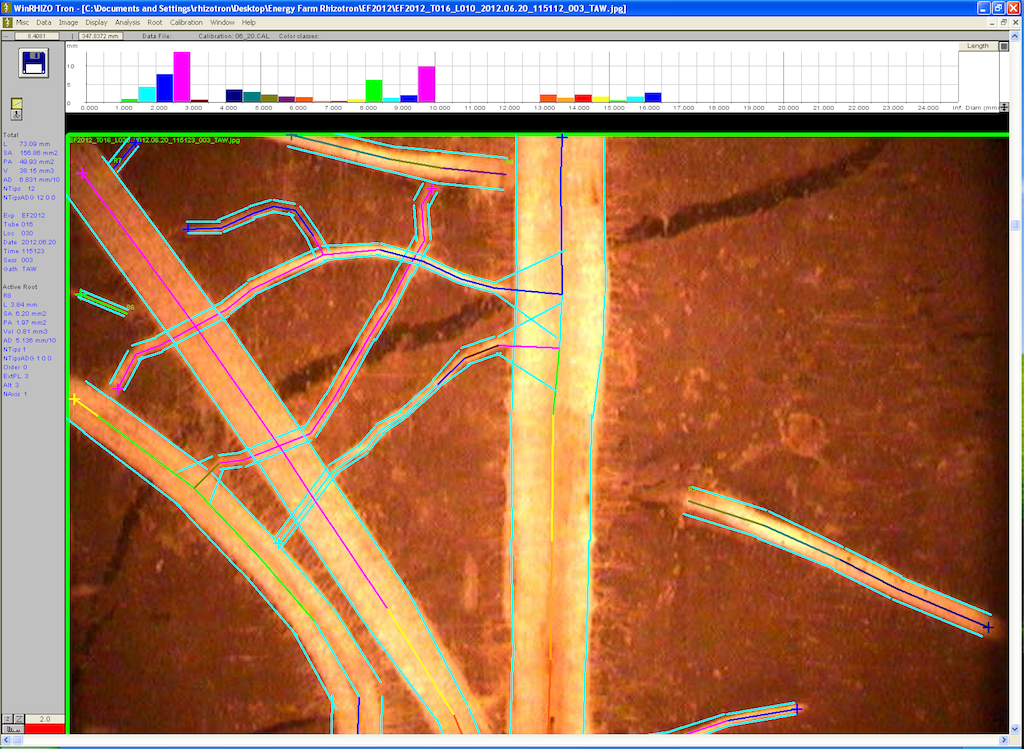 WinRHIZO Tron - [C:\Documents and Settings\rhizotron\Desktop\Energy Farm Rhizotron\EF2012\EF2012_T016_L010_2012.06.20_115112_003_TAW.jpg]
Misc Data Image Display Analysis Root Calibration Window Help
8.4081 347.8372 mm Data File: Calibration: 06_20.CAL Color classes:
mm Length
10
5
0
0.000 1.000 2.000 3.000 4.000 5.000 6.000 7.000 8.000 9.000 10.000 11.000 12.000 13.000 14.000 15.000 16.000 17.000 18.000 19.000 20.000 21.000 22.000 23.000 24.000 Inf. Diam (mm
Total
L 73.09 mm
SA 156.86 mm2
PA 49.93 mm2
V 38.15 mm3
AD 6.831 mm/10
NTips 12
NTipsADG 12 0 0
Exp EF2012
Tube 016
Loc 030
Date 2012.06.20
Time 115123
Sess 003
Oath TAW
Active Root
R8
L 3.84 mm
SA 6.20 mm2
PA 1.97 mm2
Vol 0.81 mm3
AD 5.136 mm/10
NTips 1
NTipsADG 1 0 0
Order 0
ExtPL 3
Alt 3
NAxis 1
R7
R6
2.0